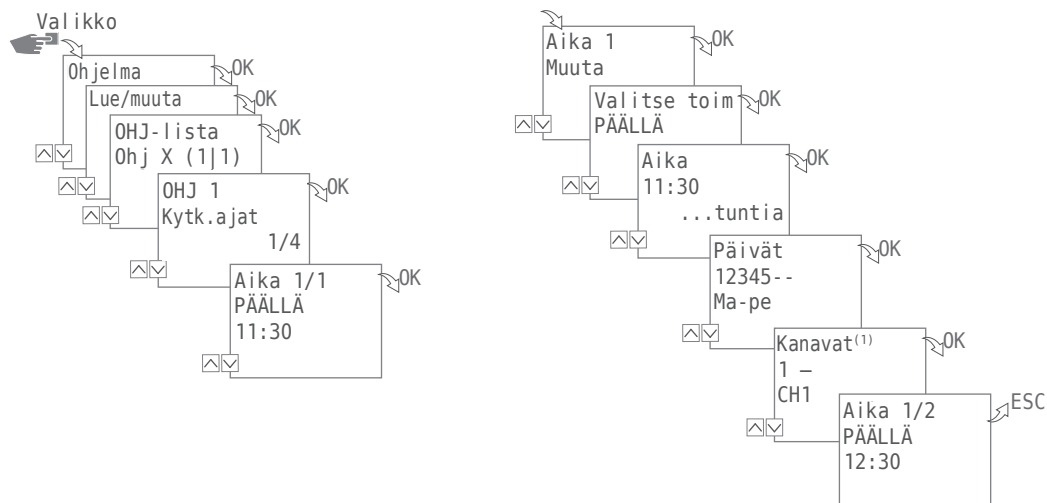 Valikko
Ohjelma
OK
Lue/muuta
OK
OHJ-lista
Ohj X (1|1)
OK
OHJ 1
Kytk.ajat
1/4
OK
Aika 1/1
PÄÄLLÄ
11:30
OK
Aika 1
Muuta
OK
Valitse toim
PÄÄLLÄ
OK
Aika
11:30
...tuntia
OK
Päivät
12345--
Ma-pe
OK
Kanavat(1)
1 –
CH1
OK
Aika 1/2
PÄÄLLÄ
12:30
ESC